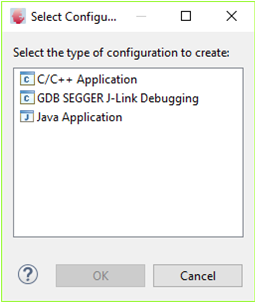 Select Configu...
Select the type of configuration to create:
C/C++ Application
GDB SEGGER J-Link Debugging
Java Application
OK
Cancel